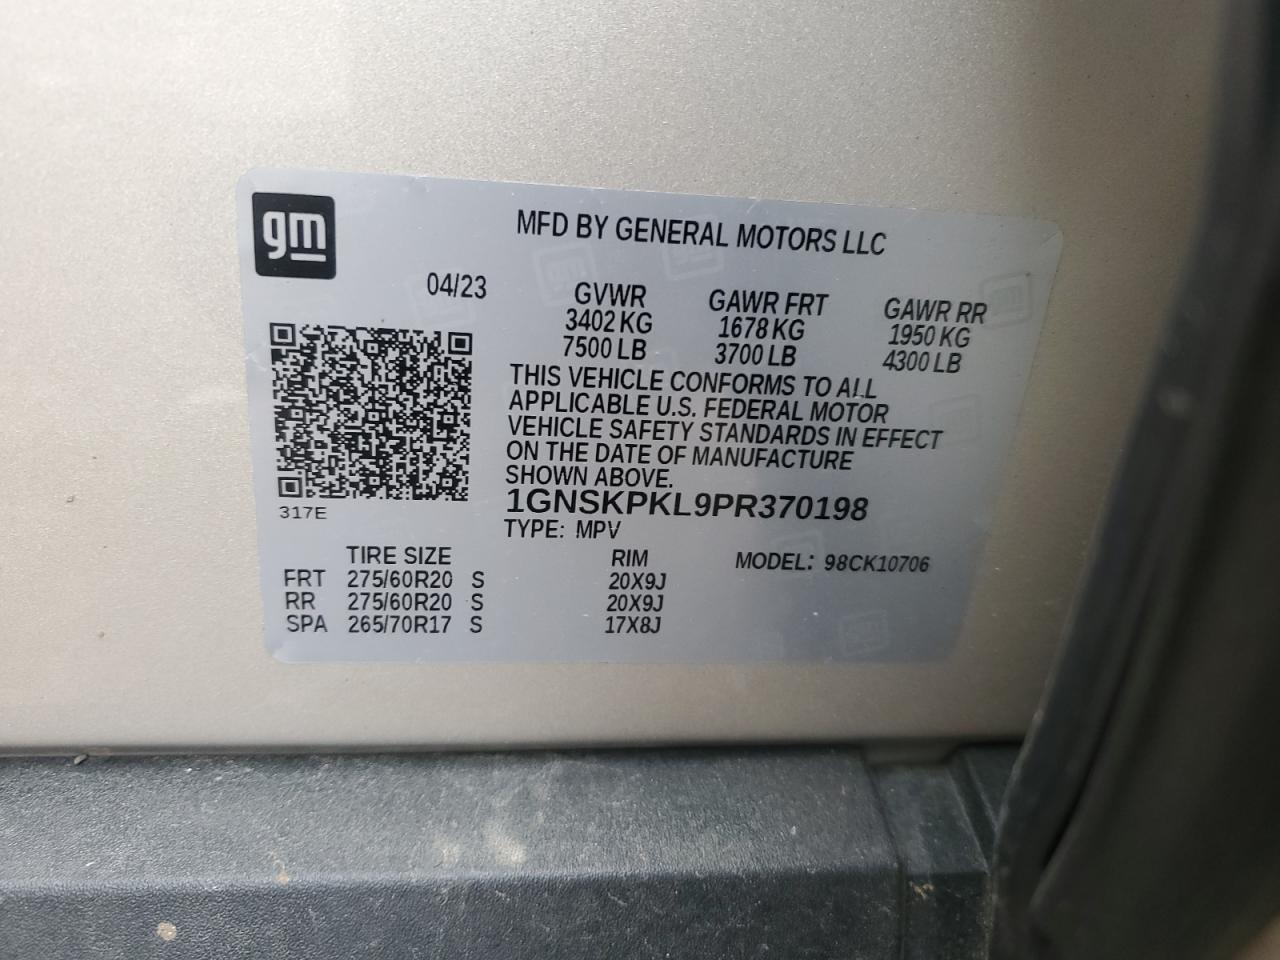 gm
MFD BY GENERAL MOTORS LLC
04/23
GVWR GAWR FRT GAWR RR
3402 KG 1678 KG 1950 KG
7500 LB 3700 LB 4300 LB
THIS VEHICLE CONFORMS TO ALL
APPLICABLE U.S. FEDERAL MOTOR
VEHICLE SAFETY STANDARDS IN EFFECT
ON THE DATE OF MANUFACTURE
SHOWN ABOVE.
1GNSKPKL9PR370198
317E
TYPE: MPV
TIRE SIZE RIM MODEL: 98CK10706
FRT 275/60R20 S 20X9J
RR 275/60R20 S 20X9J
SPA 265/70R17 S 17X8J